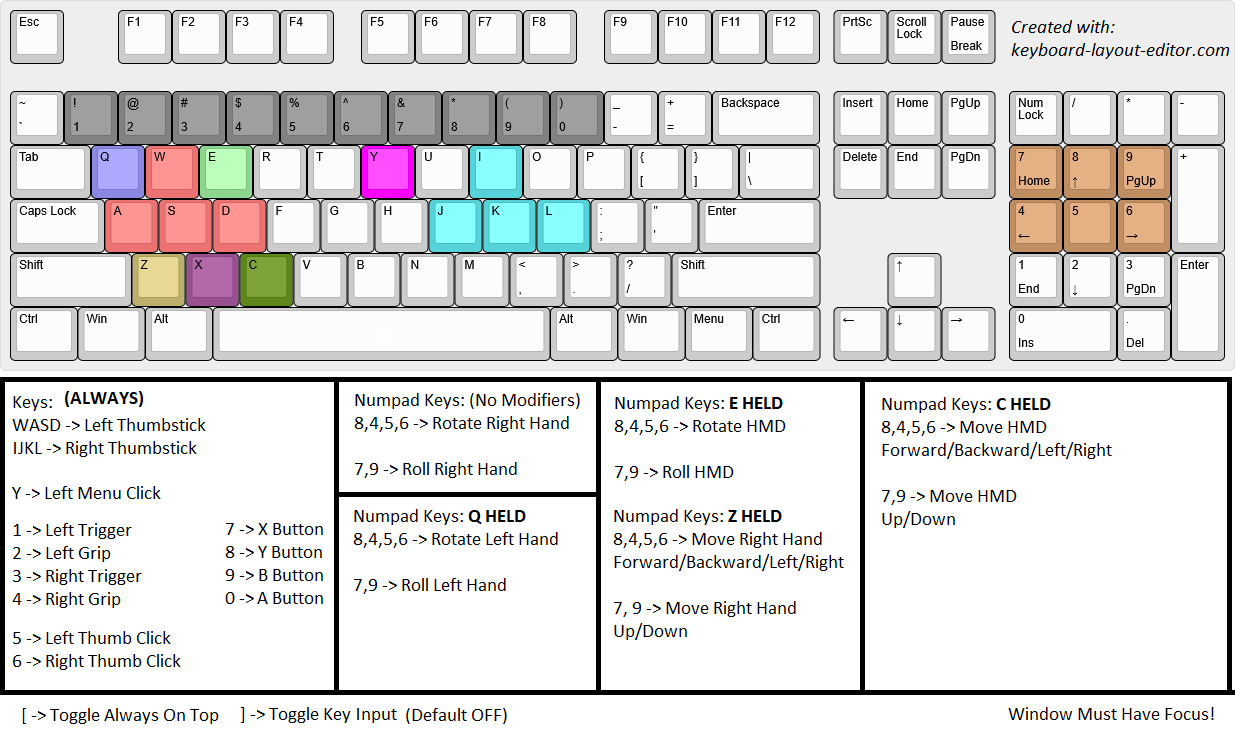 Esc F1 F2 F3 F4 F5 F6 F7 F8 F9 F10 F11 F12 PrtSc Scroll Lock Pause Break
Created with:
keyboard-layout-editor.com
~ ! @ # $ % ^ & * ( ) _ + Backspace Insert Home PgUp Num Lock / * -
` 1 2 3 4 5 6 7 8 9 0 - =
Tab Q W E R T Y U I O P { } | Delete End PgDn 7 8 9 +
[ ] \ Home ↑ PgUp
Caps Lock A S D F G H J K L : " Enter 4 5 6
; ' ← →
Shift Z X C V B N M < > ? Shift ↑ 1 2 3 Enter
, . / End ↓ PgDn
Ctrl Win Alt Alt Win Menu Ctrl ← ↓ → 0 .
Ins Del
Keys: (ALWAYS)
WASD -> Left Thumbstick
IJKL -> Right Thumbstick
Y -> Left Menu Click
1 -> Left Trigger
2 -> Left Grip
3 -> Right Trigger
4 -> Right Grip
7 -> X Button
8 -> Y Button
9 -> B Button
0 -> A Button
5 -> Left Thumb Click
6 -> Right Thumb Click
Numpad Keys: (No Modifiers)
8,4,5,6 -> Rotate Right Hand
7,9 -> Roll Right Hand
Numpad Keys: Q HELD
8,4,5,6 -> Rotate Left Hand
7,9 -> Roll Left Hand
Numpad Keys: E HELD
8,4,5,6 -> Rotate HMD
7,9 -> Roll HMD
Numpad Keys: Z HELD
8,4,5,6 -> Move Right Hand
Forward/Backward/Left/Right
7, 9 -> Move Right Hand
Up/Down
Numpad Keys: C HELD
8,4,5,6 -> Move HMD
Forward/Backward/Left/Right
7,9 -> Move HMD
Up/Down
[ -> Toggle Always On Top ] -> Toggle Key Input (Default OFF)
Window Must Have Focus!